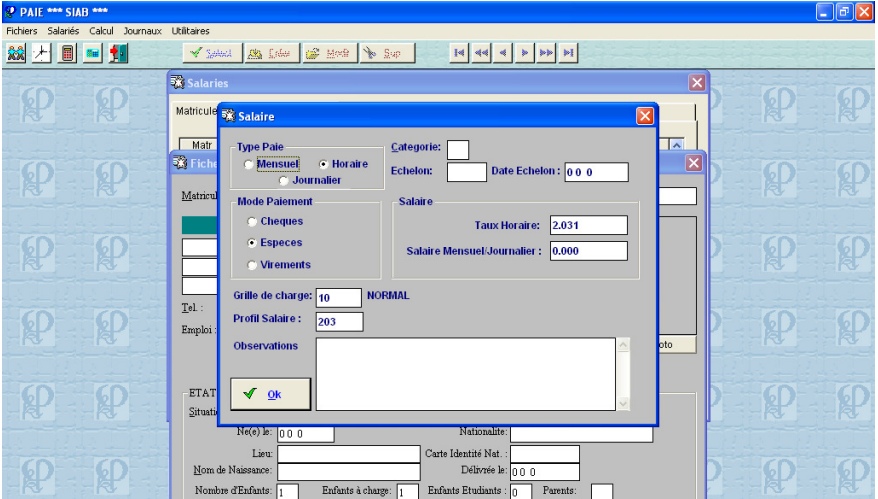 PAIE *** SIAB ***
Fichiers Salariés Calcul Journaux Utilitaires
Select Créer Modif Sup
Salaries
Matricule
Matr
Salaire
Type Paie
Mensuel Horaire
Journalier
Categorie:
Echelon: Date Echelon : 0 0 0
Mode Paiement
Cheques
Especes
Virements
Salaire
Taux Horaire: 2.031
Salaire Mensuel/Journalier : 0.000
Grille de charge: 10 NORMAL
Profil Salaire : 203
Observations
Ok
Fiche
Matricul
Tel. :
Emploi :
oto
ETAT
Situati
Ne(e) le: 0 0 0 Nationalite:
Lieu: Carte Identité Nat. :
Nom de Naissance: Délivrée le: 0 0 0
Nombre d'Enfants: 1 Enfants à charge: 1 Enfants Etudiants : 0 Parents: